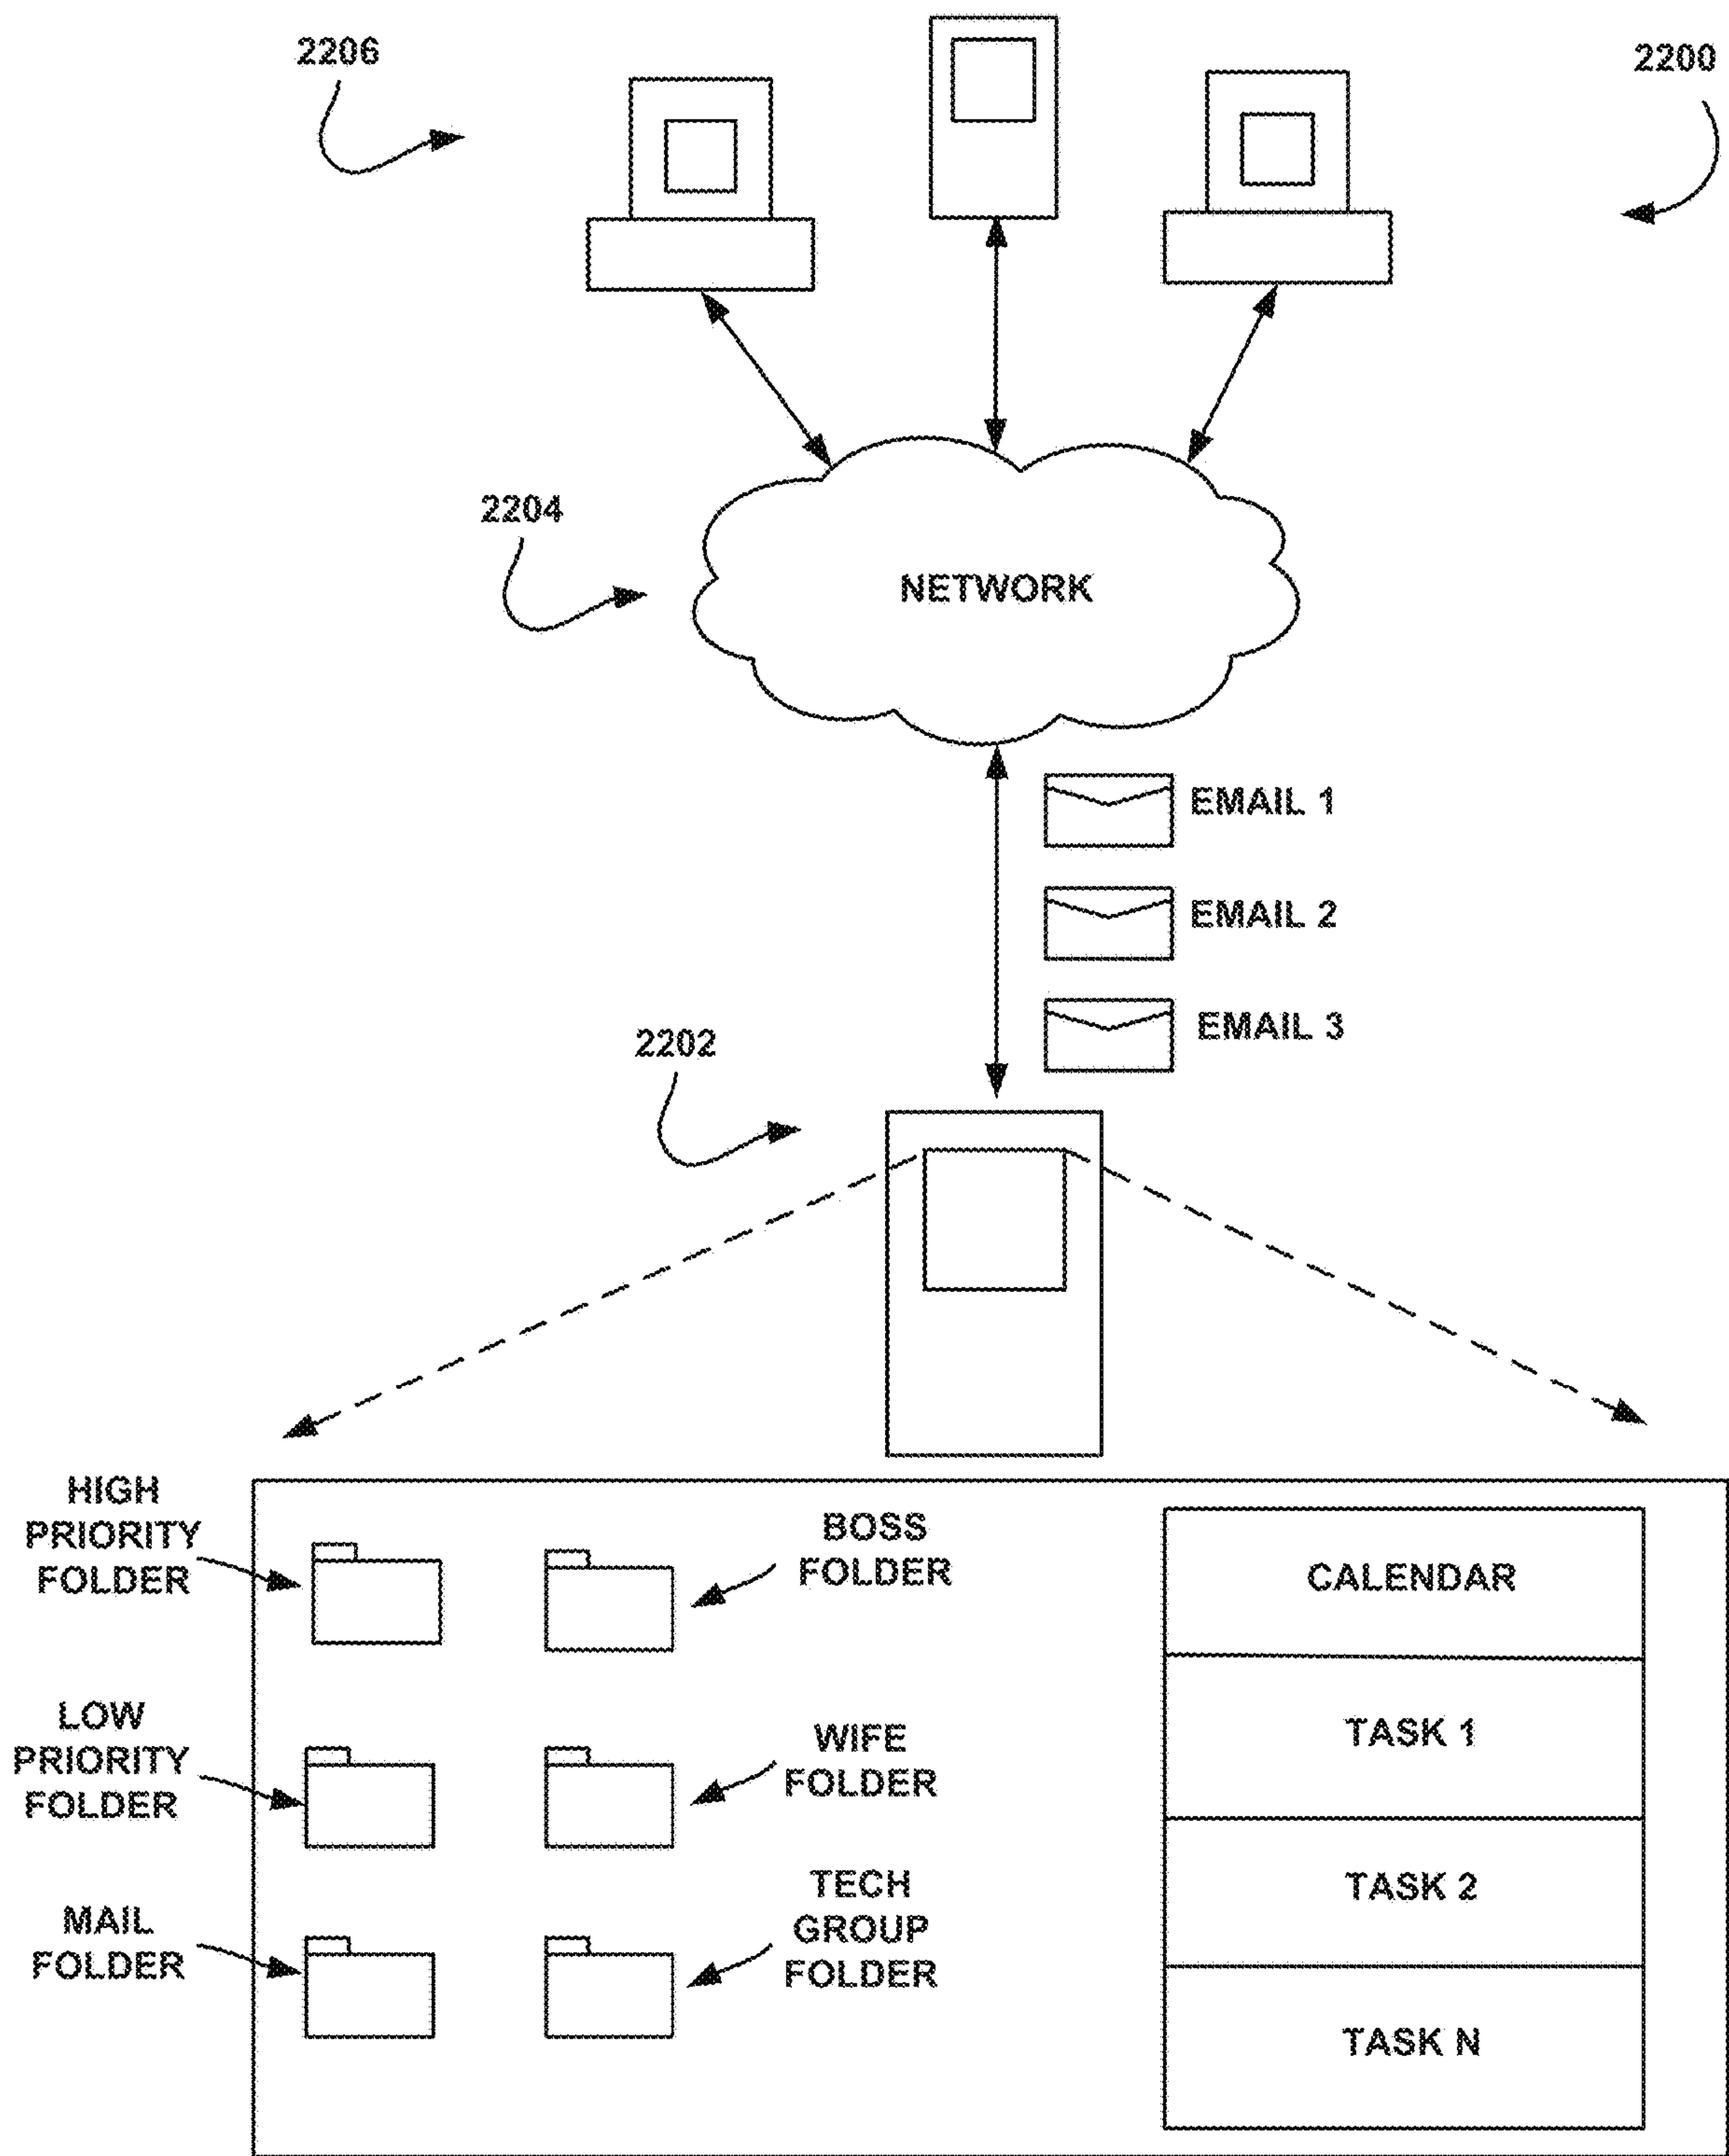 2206
2200
2204
NETWORK
EMAIL 1
EMAIL 2
EMAIL 3
2202
HIGH
PRIORITY
FOLDER
BOSS
FOLDER
CALENDAR
LOW
PRIORITY
FOLDER
WIFE
FOLDER
TASK 1
MAIL
FOLDER
TECH
GROUP
FOLDER
TASK 2
TASK N